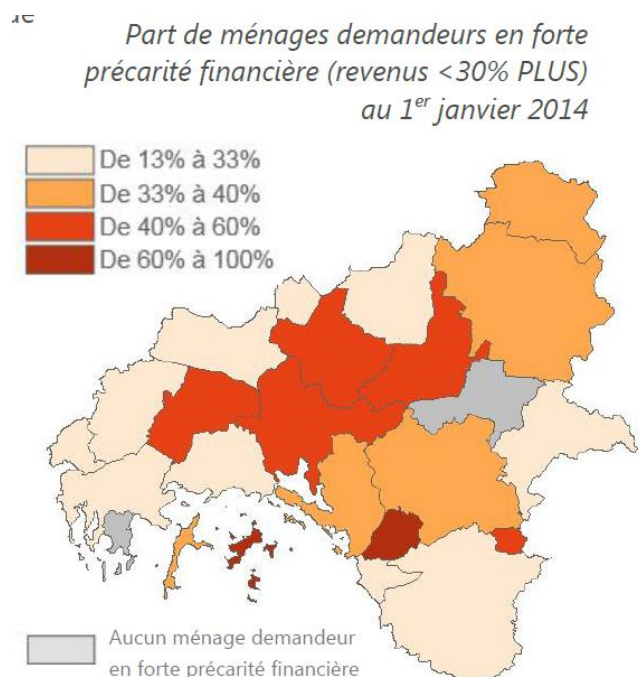 Part de ménages demandeurs en forte
précarité financière (revenus <30% PLUS)
au 1er janvier 2014
De 13% à 33%
De 33% à 40%
De 40% à 60%
De 60% à 100%
Aucun ménage demandeur
en forte précarité financière